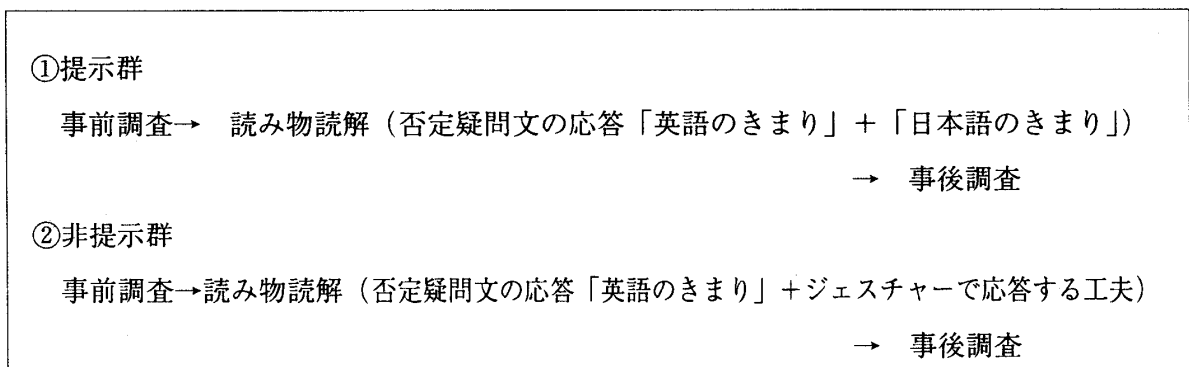 ①提示群
事前調査→ 読み物読解（否定疑問文の応答「英語のきまり」＋「日本語のきまり」）
→ 事後調査
②非提示群
事前調査→読み物読解（否定疑問文の応答「英語のきまり」＋ジェスチャーで応答する工夫）
→ 事後調査